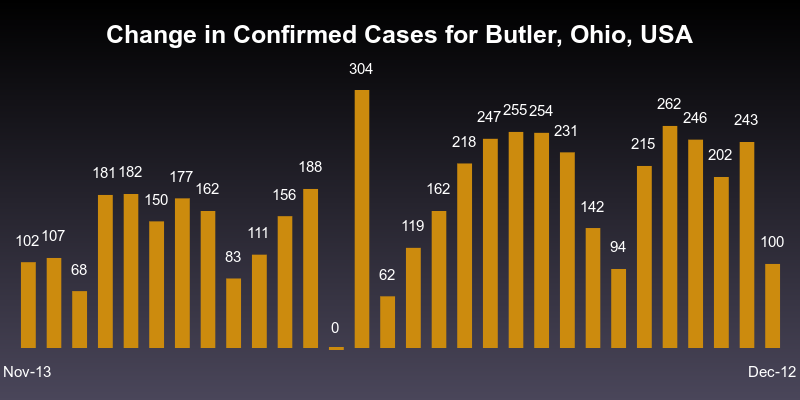 Change in Confirmed Cases for Butler, Ohio, USA
102 107 68 181 182 150 177 162 83 111 156 188 0 304 62 119 162 218 247 255 254 231 142 94 215 262 246 202 243 100
Nov-13 Dec-12